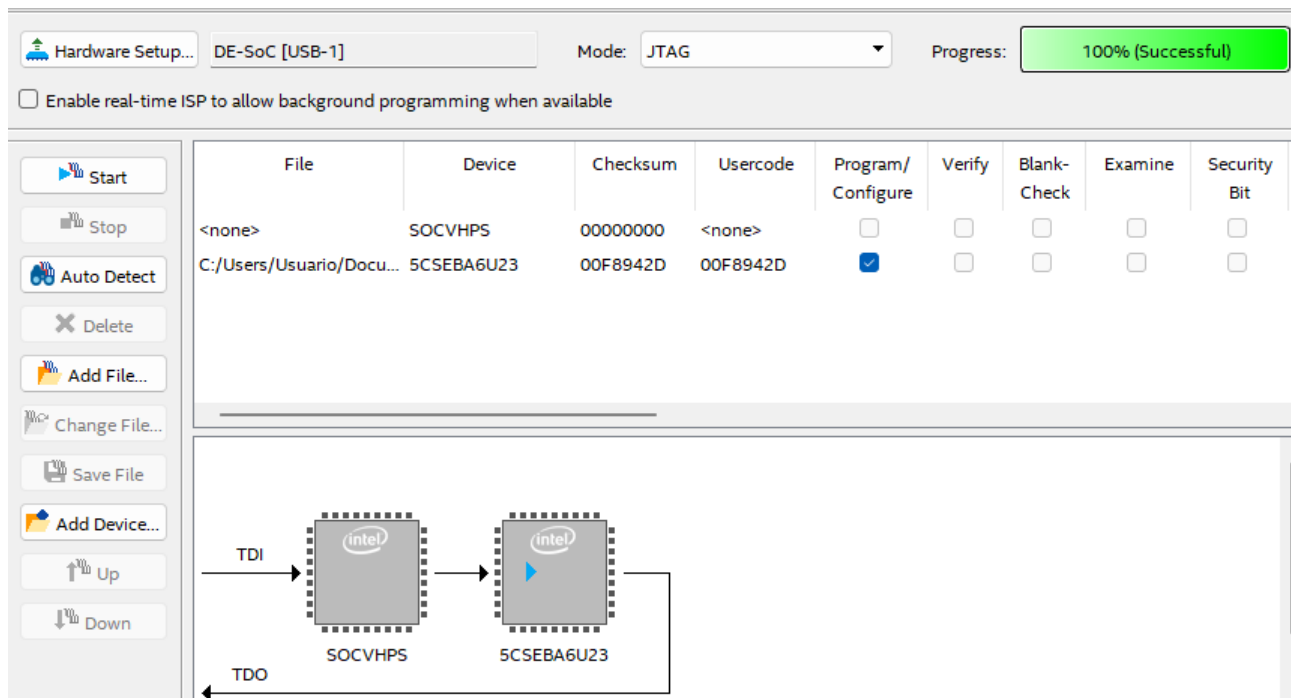 Hardware Setup... DE-SoC [USB-1] Mode: JTAG Progress: 100% (Successful)
Enable real-time ISP to allow background programming when available
Start
Stop
Auto Detect
Delete
Add File...
Change File...
Save File
Add Device...
Up
Down
File Device Checksum Usercode Program/ Verify Blank- Examine Security
Configure Check Bit
<none> SOCVHPS 00000000 <none>
C:/Users/Usuario/Docu... 5CSEBA6U23 00F8942D 00F8942D
intel intel
TDI
SOCVHPS 5CSEBA6U23
TDO